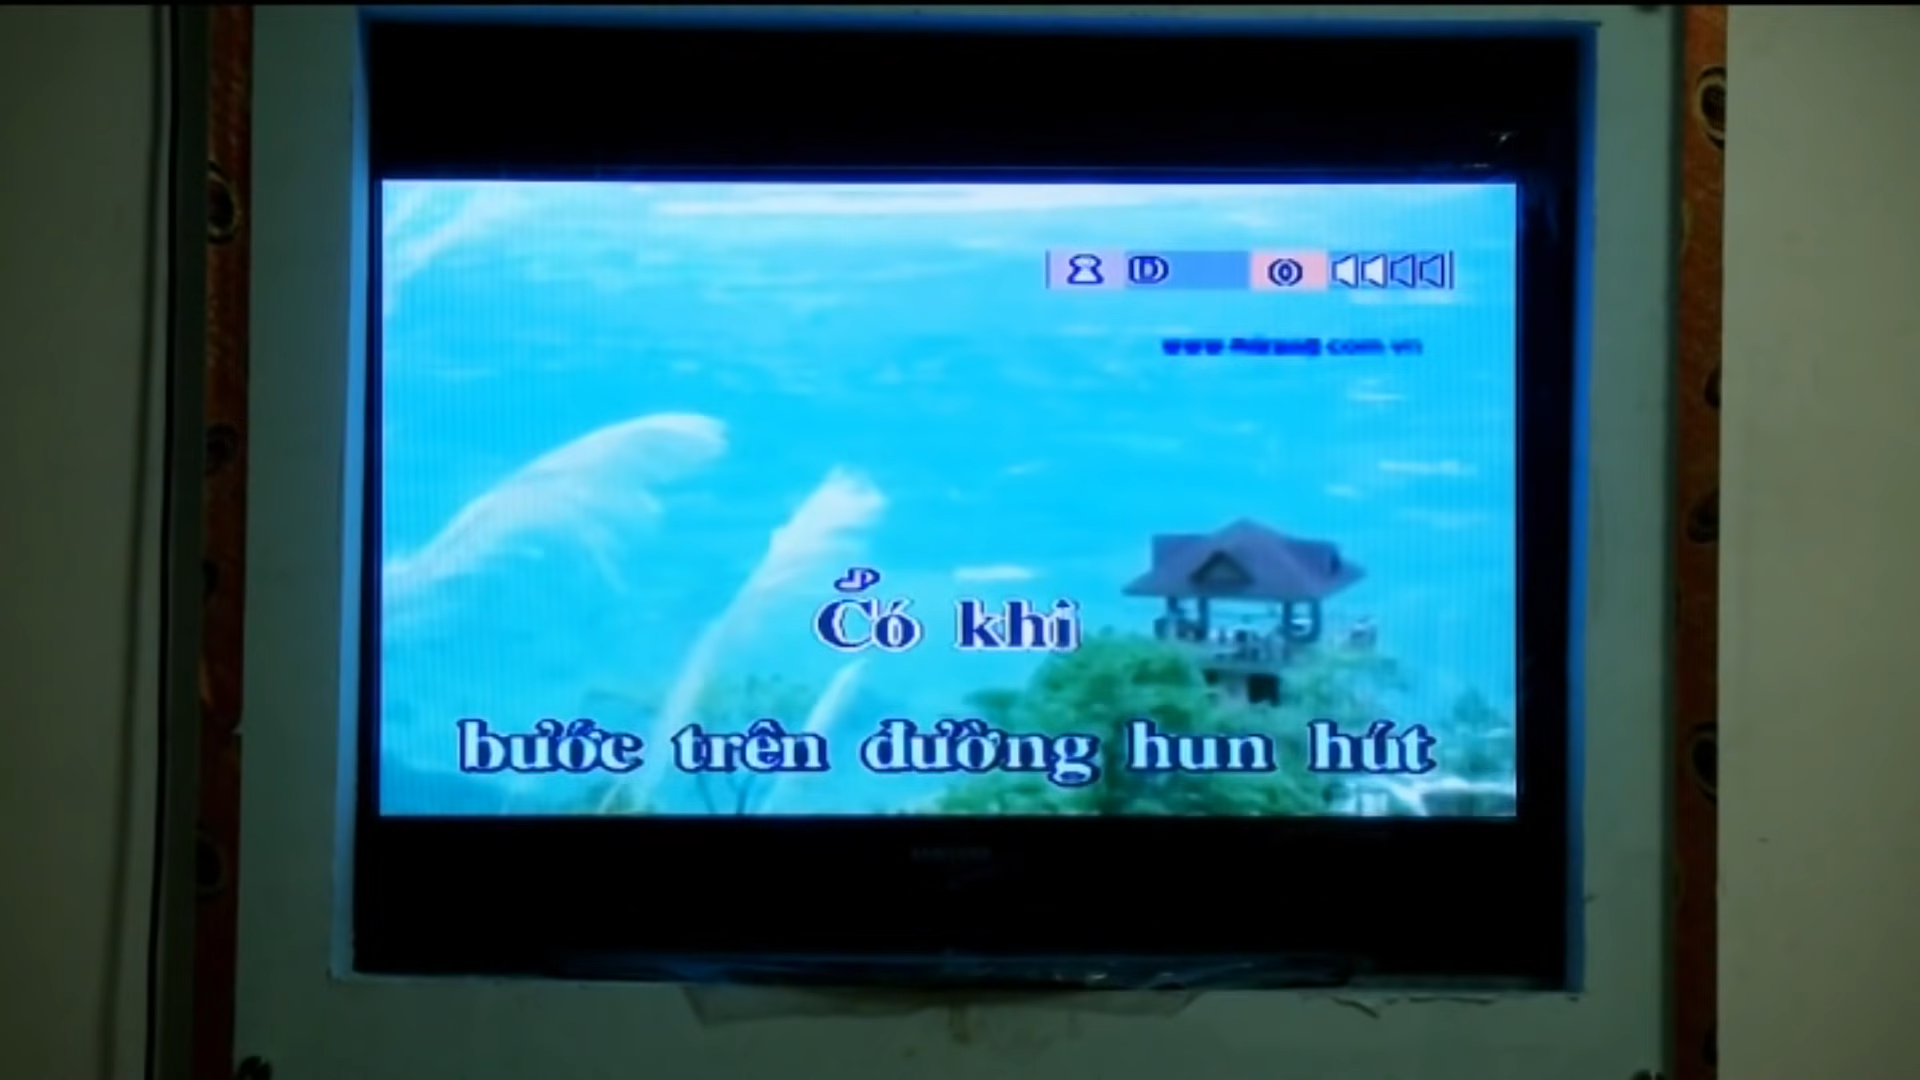 D
Có khi
bước trên đường hun hút